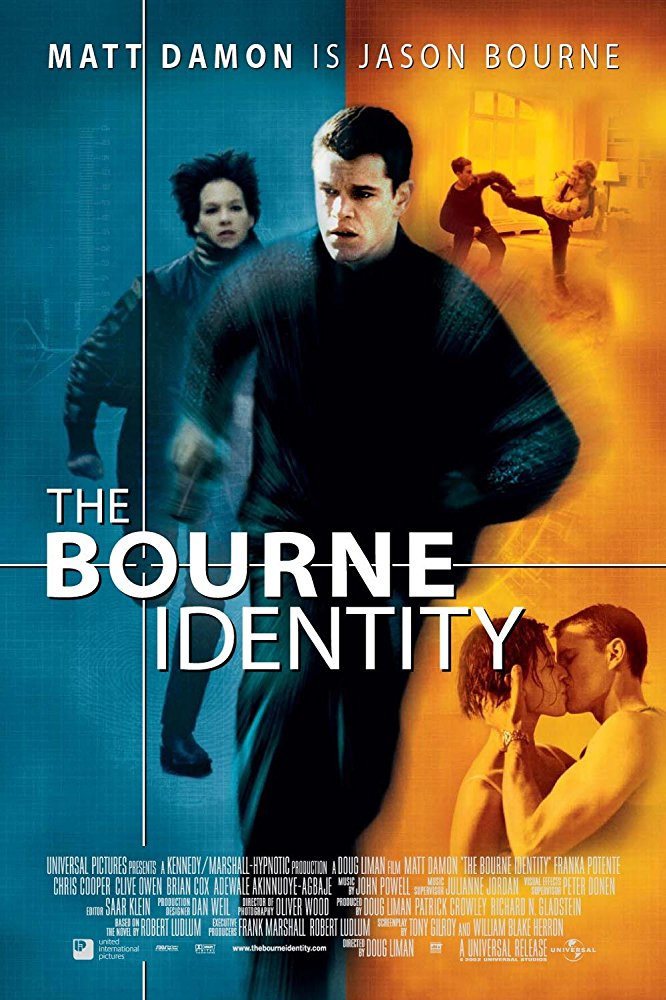 MATT DAMON IS JASON BOURNE
THE
BOURNE
IDENTITY
UNIVERSAL PICTURES PRESENTS A KENNEDY/MARSHALL-HYPNOTIC PRODUCTION A DOUG LIMAN FILM MATT DAMON "THE BOURNE IDENTITY" FRANKA POTENTE
CHRIS COOPER CLIVE OWEN BRIAN COX ADEWALE AKINNUOYE-AGBAJE MUSIC BY JOHN POWELL MUSIC SUPERVISOR JULIANNE JORDAN VISUAL EFFECTS SUPERVISOR PETER DONEN
EDITOR SAAR KLEIN PRODUCTION DESIGNER DAN WEIL DIRECTOR OF PHOTOGRAPHY OLIVER WOOD PRODUCED BY DOUG LIMAN PATRICK CROWLEY RICHARD N. GLADSTEIN
BASED ON THE NOVEL BY ROBERT LUDLUM EXECUTIVE PRODUCERS FRANK MARSHALL ROBERT LUDLUM SCREENPLAY BY TONY GILROY AND WILLIAM BLAKE HERRON
united international pictures www.thebourneidentity.com DIRECTED BY DOUG LIMAN A UNIVERSAL RELEASE UNIVERSAL